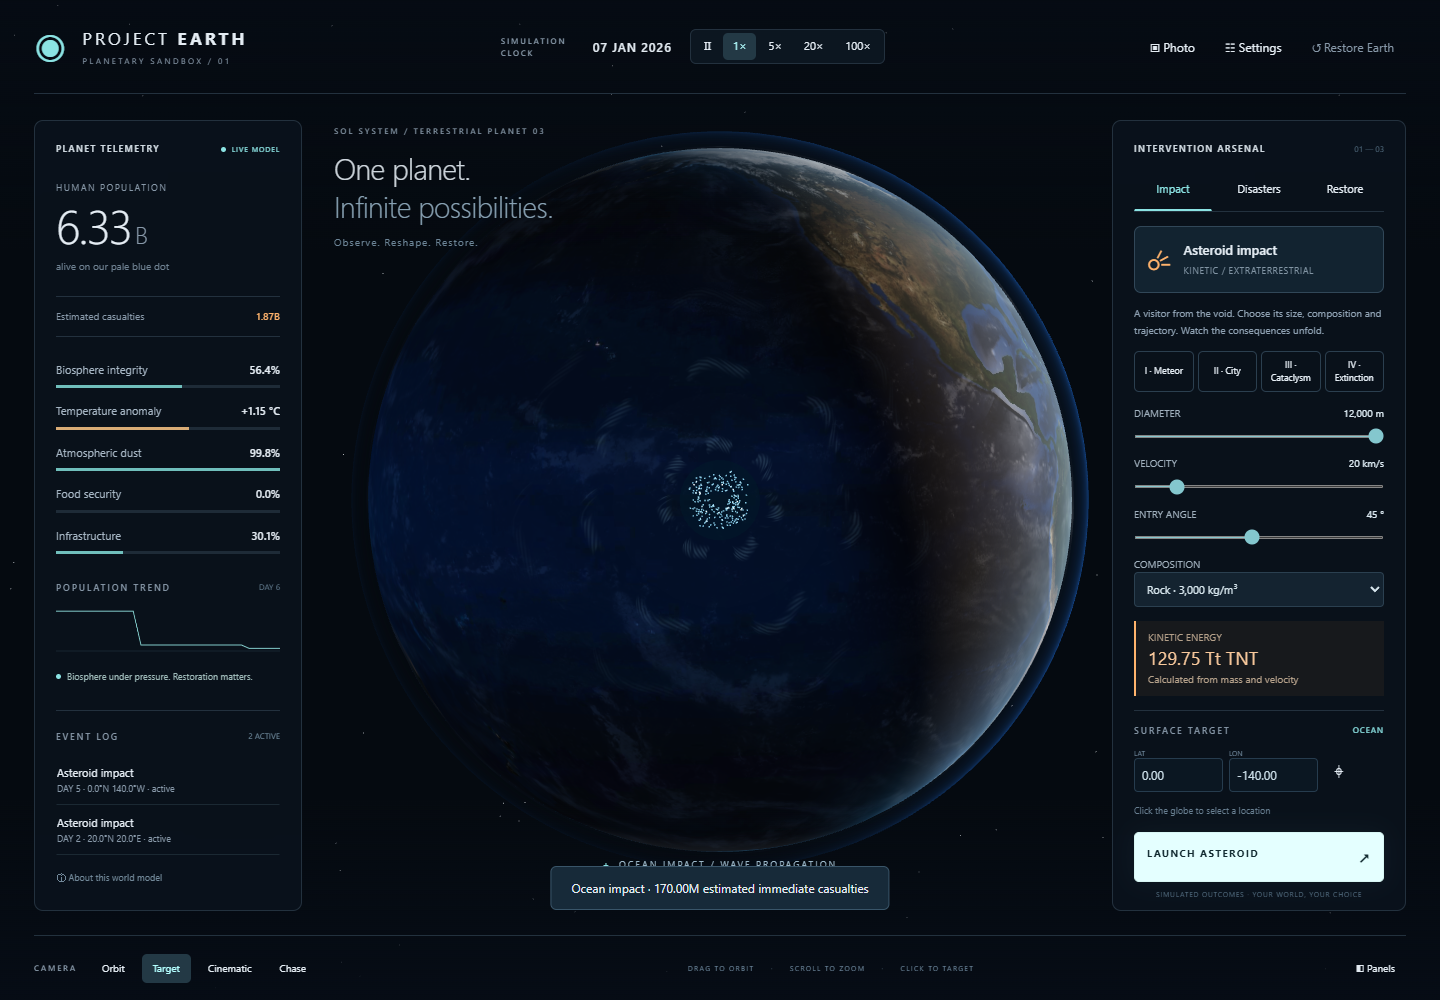 PROJECT EARTH
PLANETARY SANDBOX / 01
SIMULATION
CLOCK
07 JAN 2026
II 1× 5× 20× 100×
Photo
Settings
↺ Restore Earth
PLANET TELEMETRY
LIVE MODEL
HUMAN POPULATION
6.33 B
alive on our pale blue dot
Estimated casualties 1.87B
Biosphere integrity 56.4%
Temperature anomaly +1.15 °C
Atmospheric dust 99.8%
Food security 0.0%
Infrastructure 30.1%
POPULATION TREND DAY 6
Biosphere under pressure. Restoration matters.
EVENT LOG 2 ACTIVE
Asteroid impact
DAY 5 · 0.0°N 140.0°W · active
Asteroid impact
DAY 2 · 20.0°N 20.0°E · active
ⓘ About this world model
SOL SYSTEM / TERRESTRIAL PLANET 03
One planet.
Infinite possibilities.
Observe. Reshape. Restore.
OCEAN IMPACT / WAVE PROPAGATION
Ocean impact · 170.00M estimated immediate casualties
INTERVENTION ARSENAL 01 — 03
Impact Disasters Restore
Asteroid impact
KINETIC / EXTRATERRESTRIAL
A visitor from the void. Choose its size, composition and
trajectory. Watch the consequences unfold.
I · Meteor
II · City
III ·
Cataclysm
IV ·
Extinction
DIAMETER 12,000 m
VELOCITY 20 km/s
ENTRY ANGLE 45 °
COMPOSITION
Rock · 3,000 kg/m³
KINETIC ENERGY
129.75 Tt TNT
Calculated from mass and velocity
SURFACE TARGET OCEAN
LAT LON
0.00 -140.00
Click the globe to select a location
LAUNCH ASTEROID ↗
SIMULATED OUTCOMES · YOUR WORLD, YOUR CHOICE
CAMERA Orbit Target Cinematic Chase
DRAG TO ORBIT · SCROLL TO ZOOM · CLICK TO TARGET
Panels